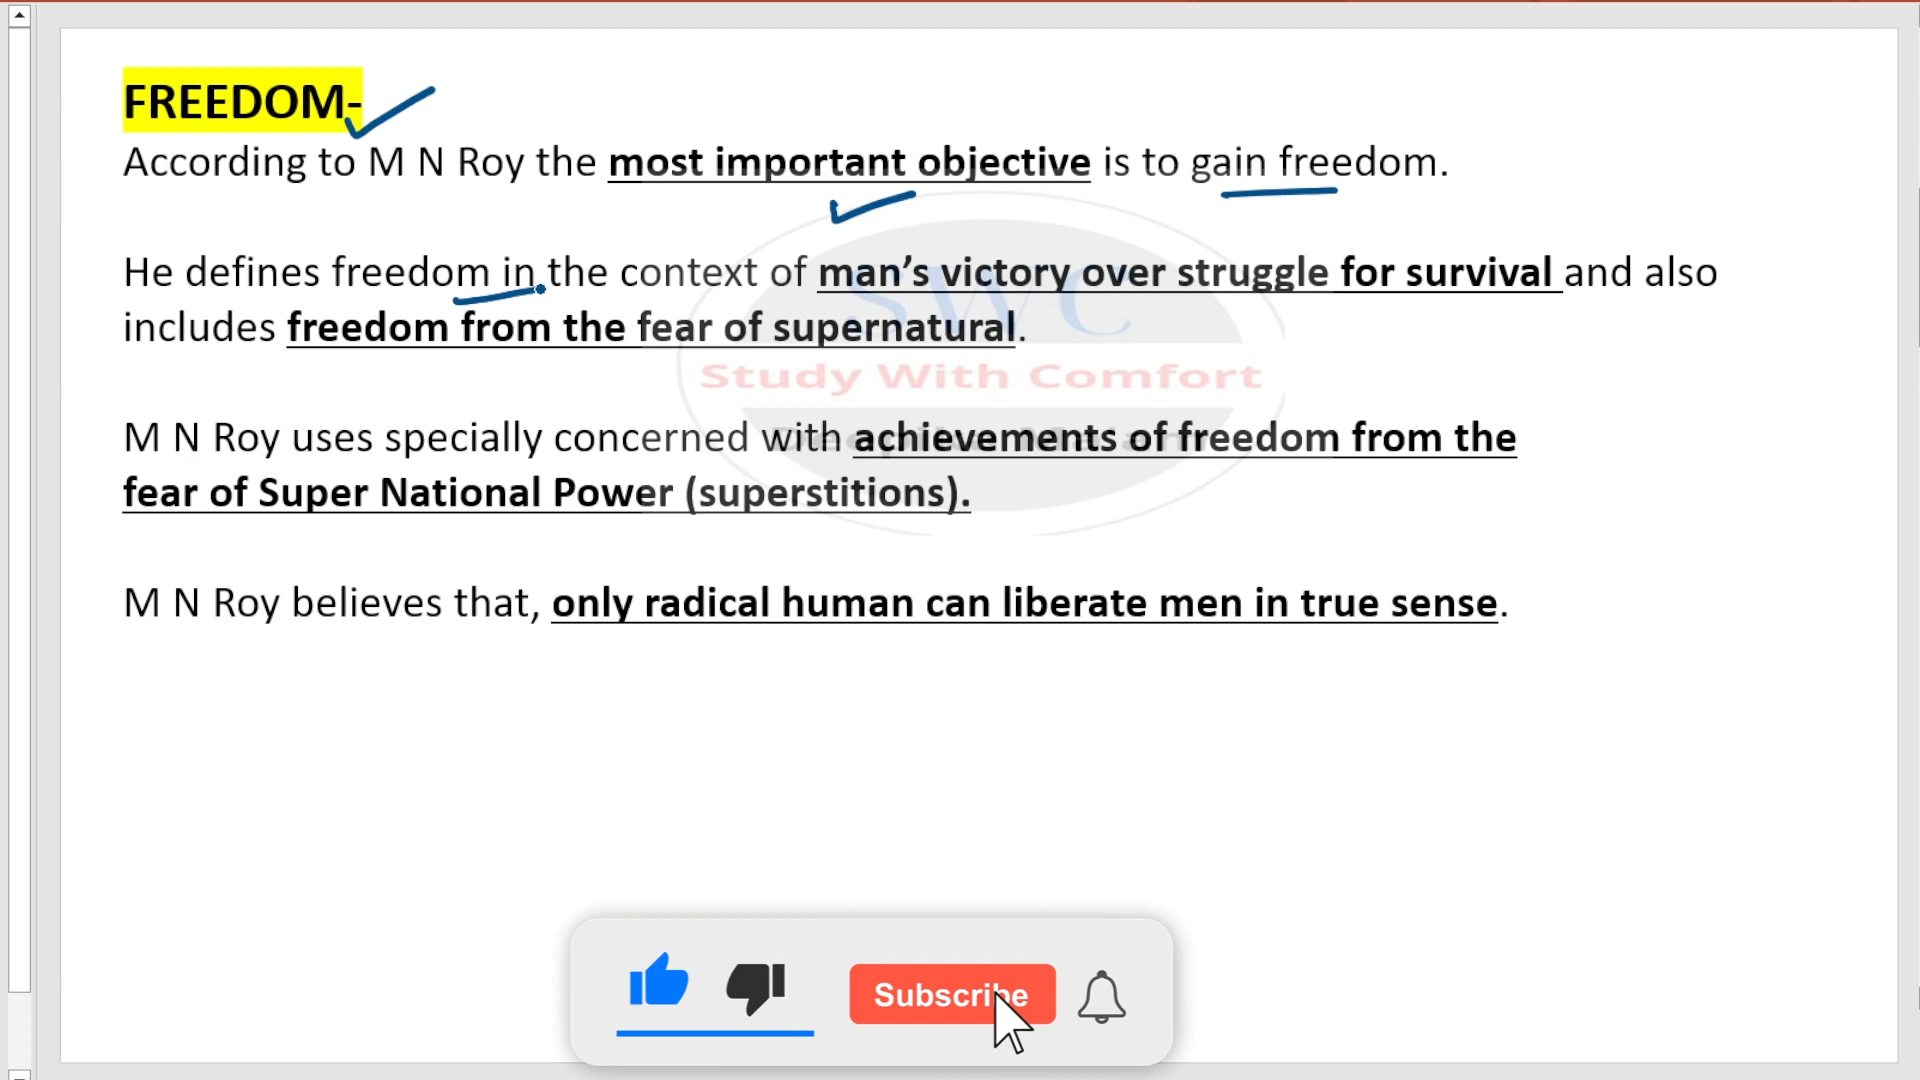 FREEDOM-
According to M N Roy the most important objective is to gain freedom.
He defines freedom in the context of man’s victory over struggle for survival and also
includes freedom from the fear of supernatural.
SWC
Study With Comfort
M N Roy uses specially concerned with achievements of freedom from the
fear of Super National Power (superstitions).
M N Roy believes that, only radical human can liberate men in true sense.
Subscribe